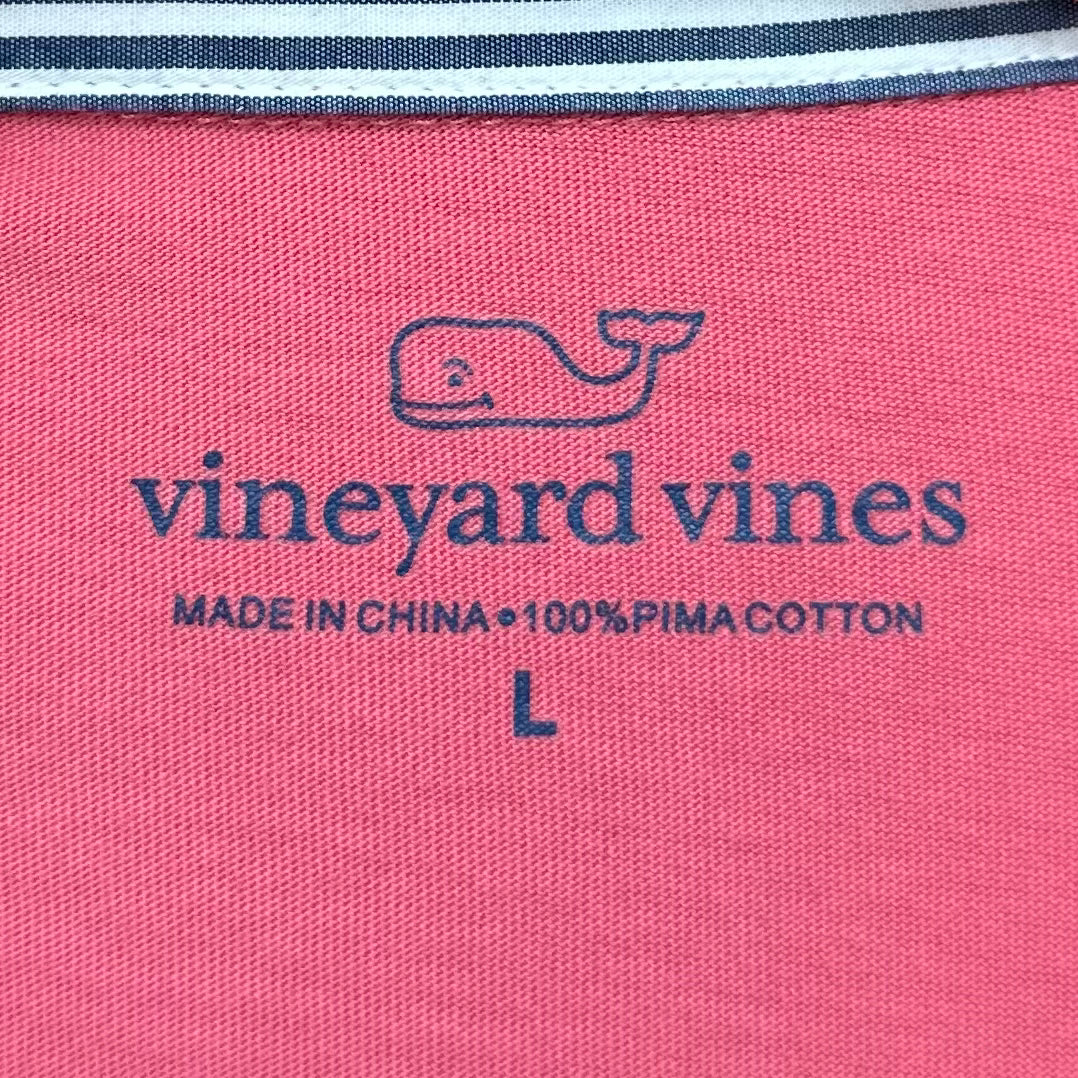 vineyard vines
MADE IN CHINA • 100% PIMA COTTON
L